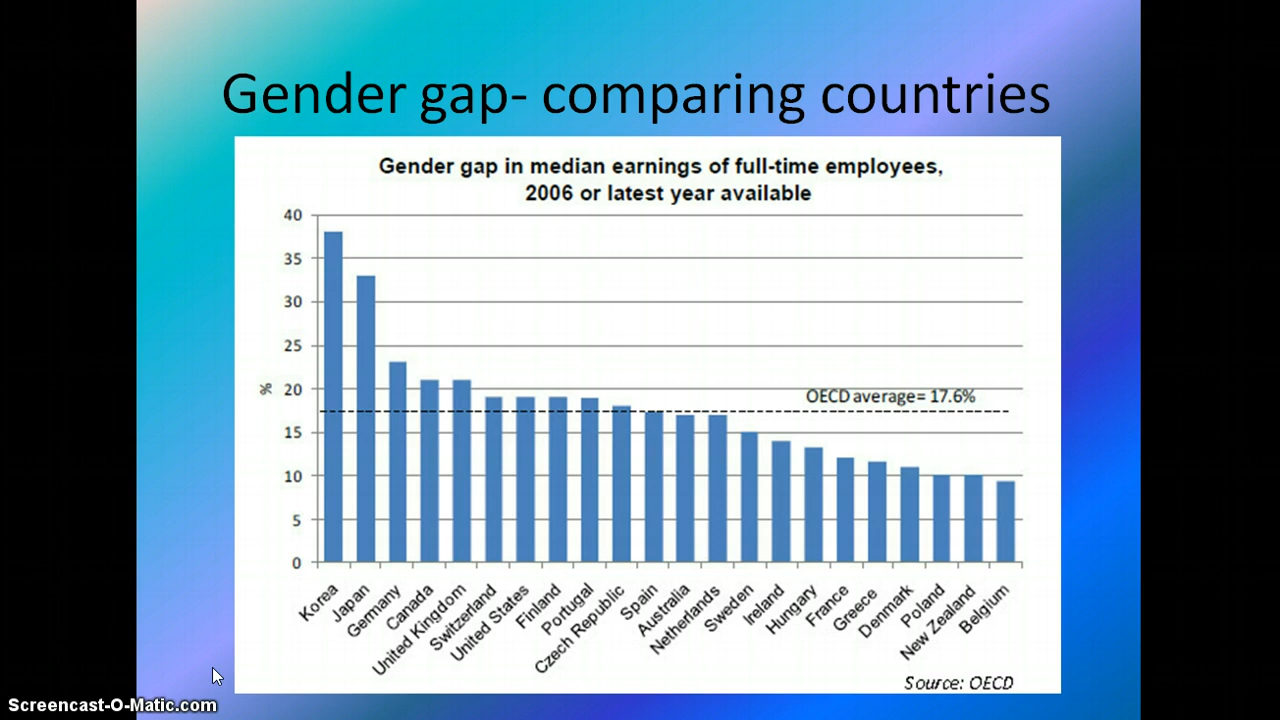 Gender gap- comparing countries
Gender gap in median earnings of full-time employees,
2006 or latest year available
40
35
30
25
20
15
10
5
0
%
OECD average= 17.6%
Korea
Japan
Germany
Canada
United Kingdom
Switzerland
United States
Finland
Portugal
Czech Republic
Spain
Australia
Netherlands
Sweden
Ireland
Hungary
France
Greece
Denmark
Poland
New Zealand
Belgium
Source: OECD
Screencast-O-Matic.com